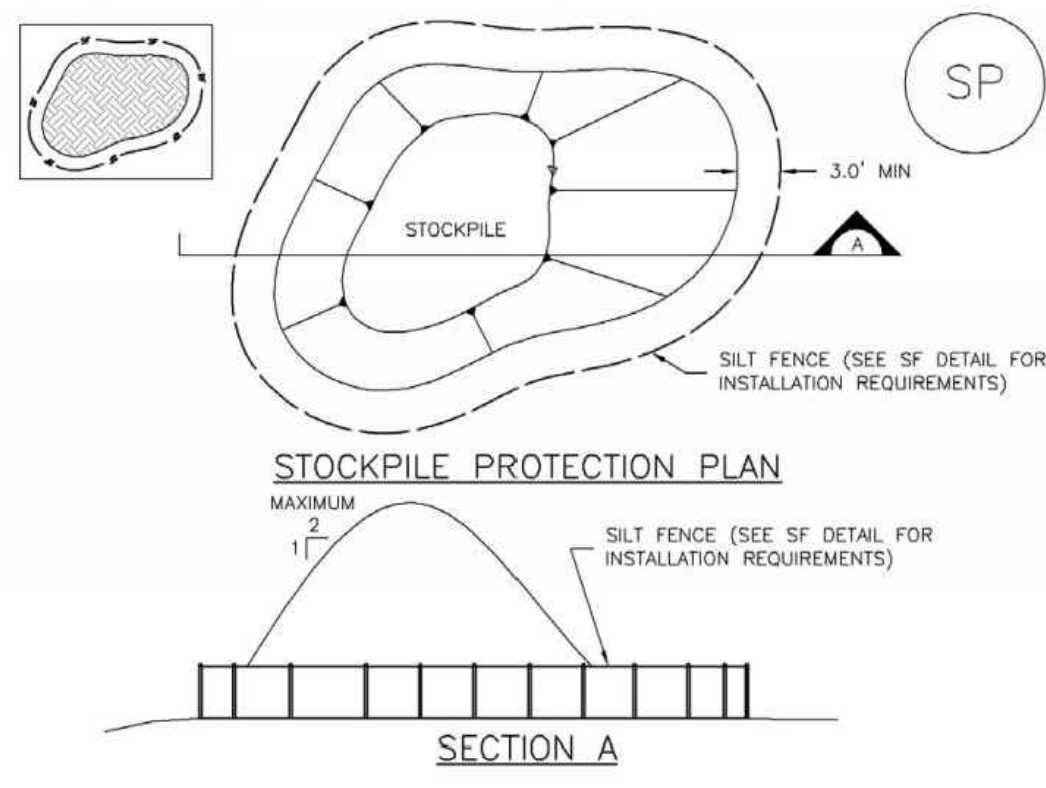 SP
3.0' MIN
STOCKPILE
A
SILT FENCE (SEE SF DETAIL FOR
INSTALLATION REQUIREMENTS)
STOCKPILE PROTECTION PLAN
MAXIMUM
2
1
SILT FENCE (SEE SF DETAIL FOR
INSTALLATION REQUIREMENTS)
SECTION A